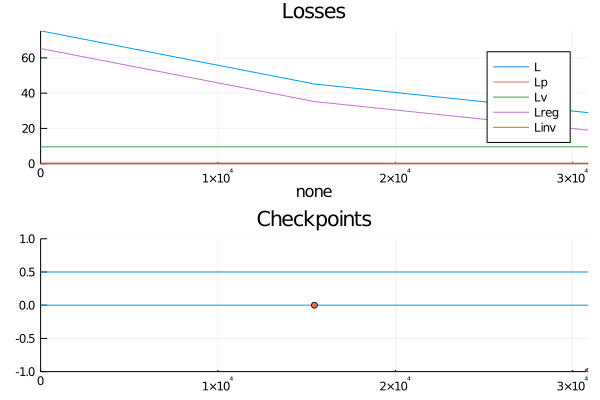 Losses
60
40
20
0
L
Lp
Lv
Lreg
Linv
0 1×10⁴ 2×10⁴ 3×10⁴
none
Checkpoints
1.0
0.5
0.0
-0.5
-1.0
0 1×10⁴ 2×10⁴ 3×10⁴